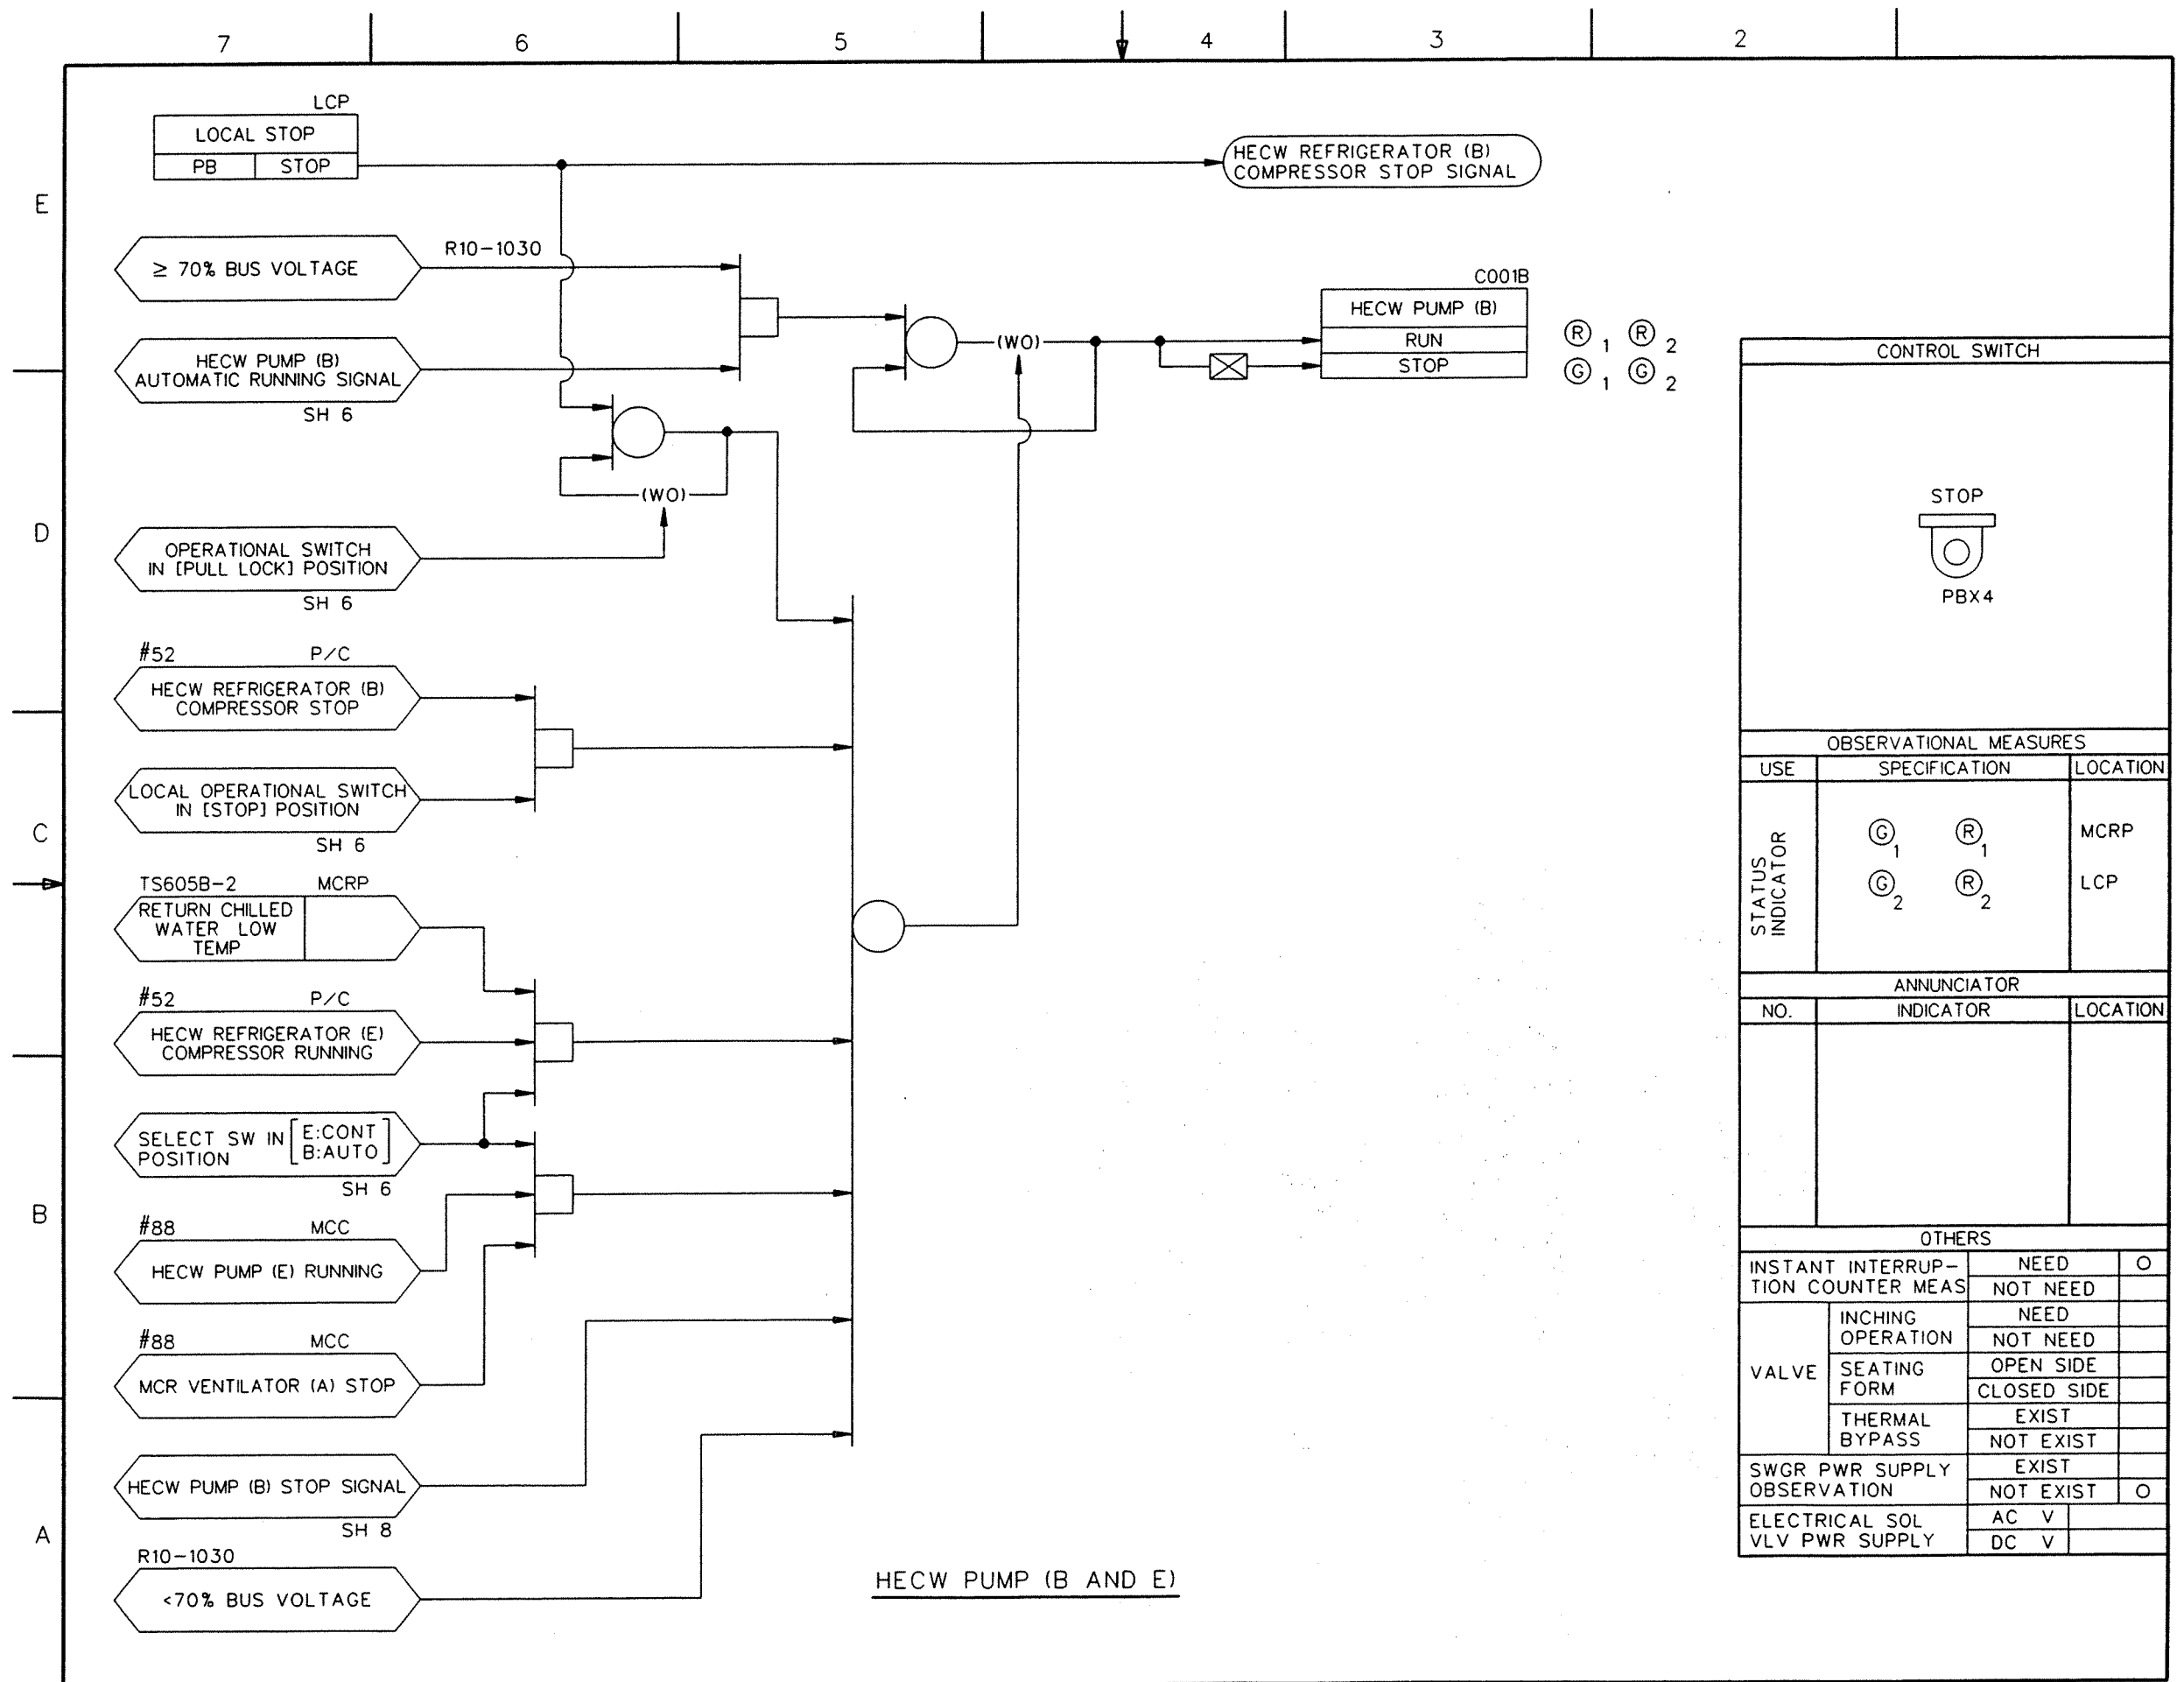 7 6 5 4 3 2
LCP
LOCAL STOP
PB STOP
HECW REFRIGERATOR (B)
COMPRESSOR STOP SIGNAL
E
≥ 70% BUS VOLTAGE
R10-1030
HECW PUMP (B)
AUTOMATIC RUNNING SIGNAL
SH 6
C001B
HECW PUMP (B)
RUN
STOP
(WO)
R 1 R 2
G 1 G 2
(WO)
D
OPERATIONAL SWITCH
IN [PULL LOCK] POSITION
SH 6
#52 P/C
HECW REFRIGERATOR (B)
COMPRESSOR STOP
LOCAL OPERATIONAL SWITCH
IN [STOP] POSITION
SH 6
C
TS605B-2 MCRP
RETURN CHILLED
WATER LOW
TEMP
#52 P/C
HECW REFRIGERATOR (E)
COMPRESSOR RUNNING
SELECT SW IN [E:CONT
POSITION B:AUTO]
SH 6
B
#88 MCC
HECW PUMP (E) RUNNING
#88 MCC
MCR VENTILATOR (A) STOP
HECW PUMP (B) STOP SIGNAL
SH 8
A
R10-1030
<70% BUS VOLTAGE
HECW PUMP (B AND E)
CONTROL SWITCH
STOP
PBX4
OBSERVATIONAL MEASURES
USE SPECIFICATION LOCATION
STATUS
INDICATOR
G 1 R 1 MCRP
G 2 R 2 LCP
ANNUNCIATOR
NO. INDICATOR LOCATION
OTHERS
INSTANT INTERRUP-
TION COUNTER MEAS
NEED O
NOT NEED
VALVE
INCHING
OPERATION
NEED
NOT NEED
SEATING
FORM
OPEN SIDE
CLOSED SIDE
THERMAL
BYPASS
EXIST
NOT EXIST
SWGR PWR SUPPLY
OBSERVATION
EXIST
NOT EXIST O
ELECTRICAL SOL
VLV PWR SUPPLY
AC V
DC V